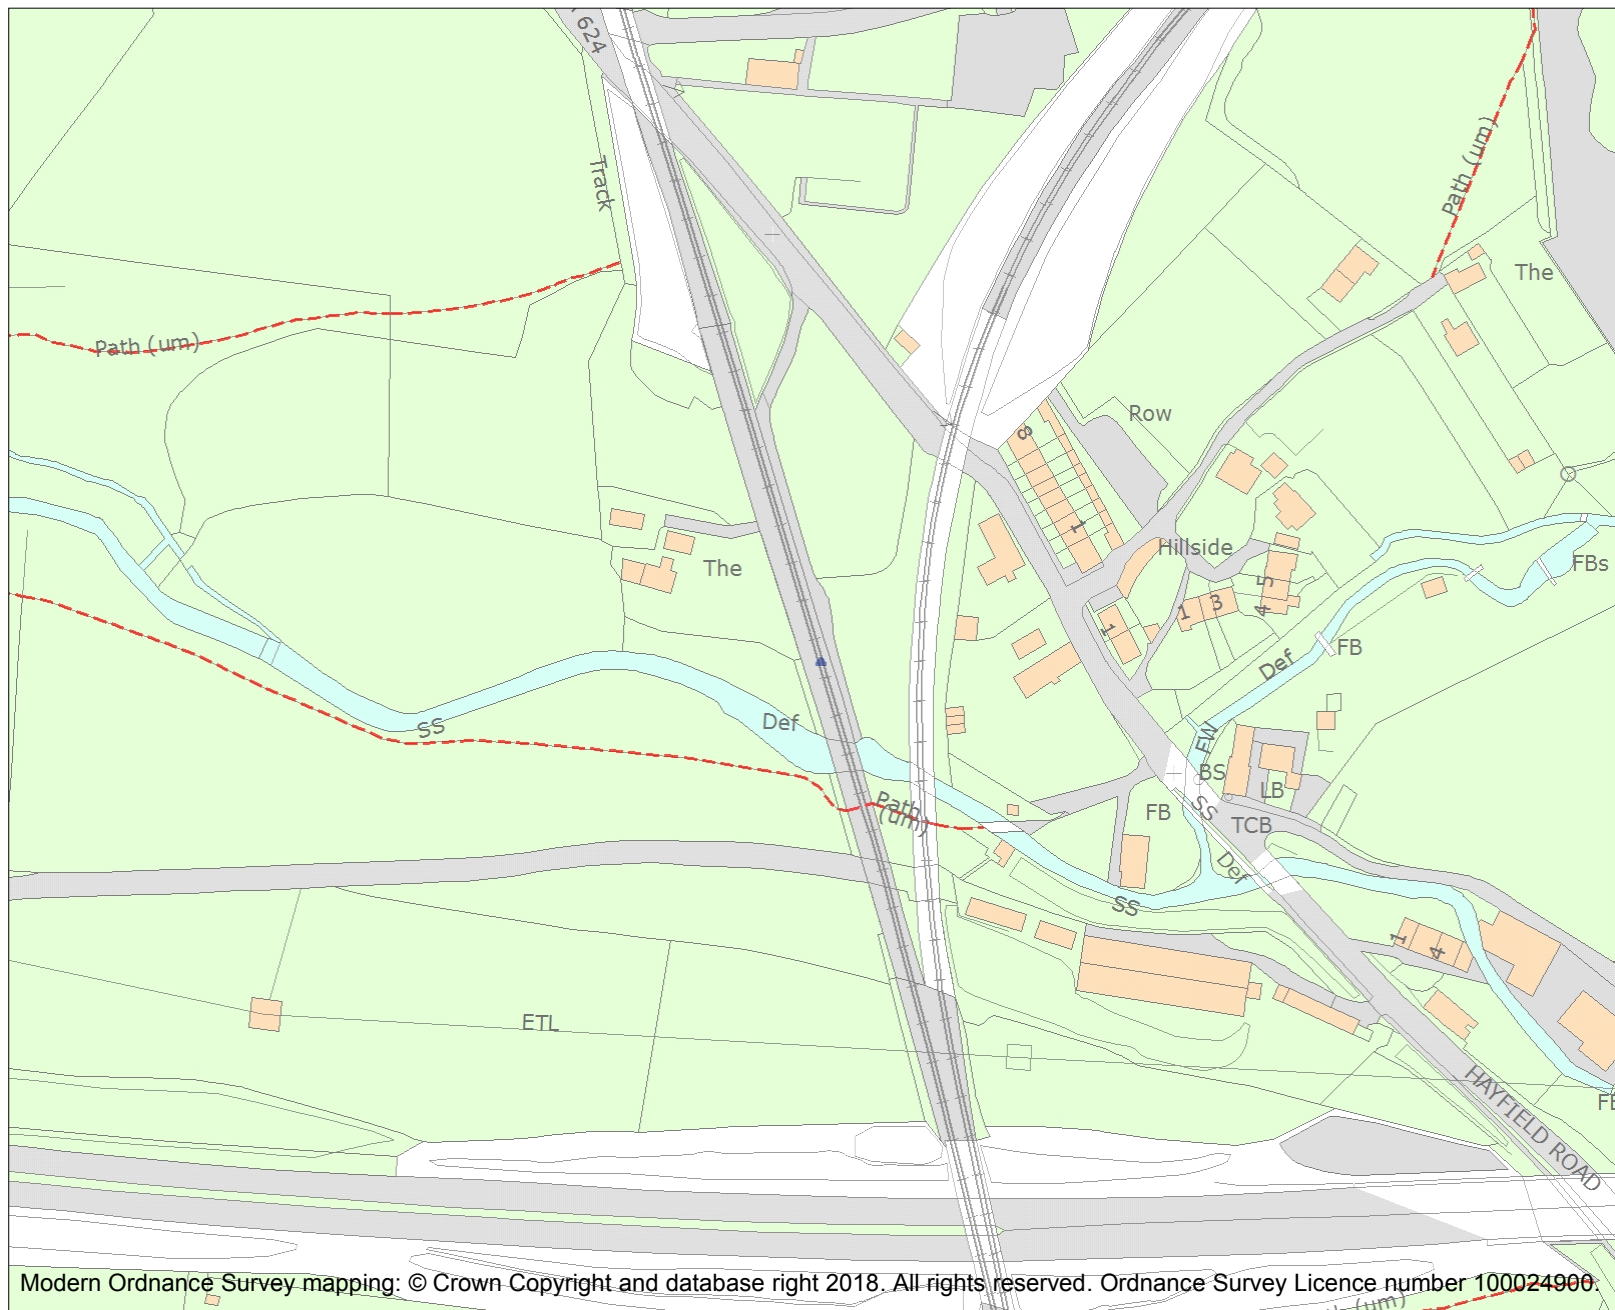 624
Track
Path (um)
The
Path (um)
Row
8
1
Hillside
FBs
The
5
4
3
1
1
FB
Def
SS
Def
FW
BS
LB
SS
FB
TCB
Path
(um)
Def
SS
1
4
ETL
HAYFIELD ROAD
Modern Ordnance Survey mapping: © Crown Copyright and database right 2018. All rights reserved. Ordnance Survey Licence number 100024900.
(um)